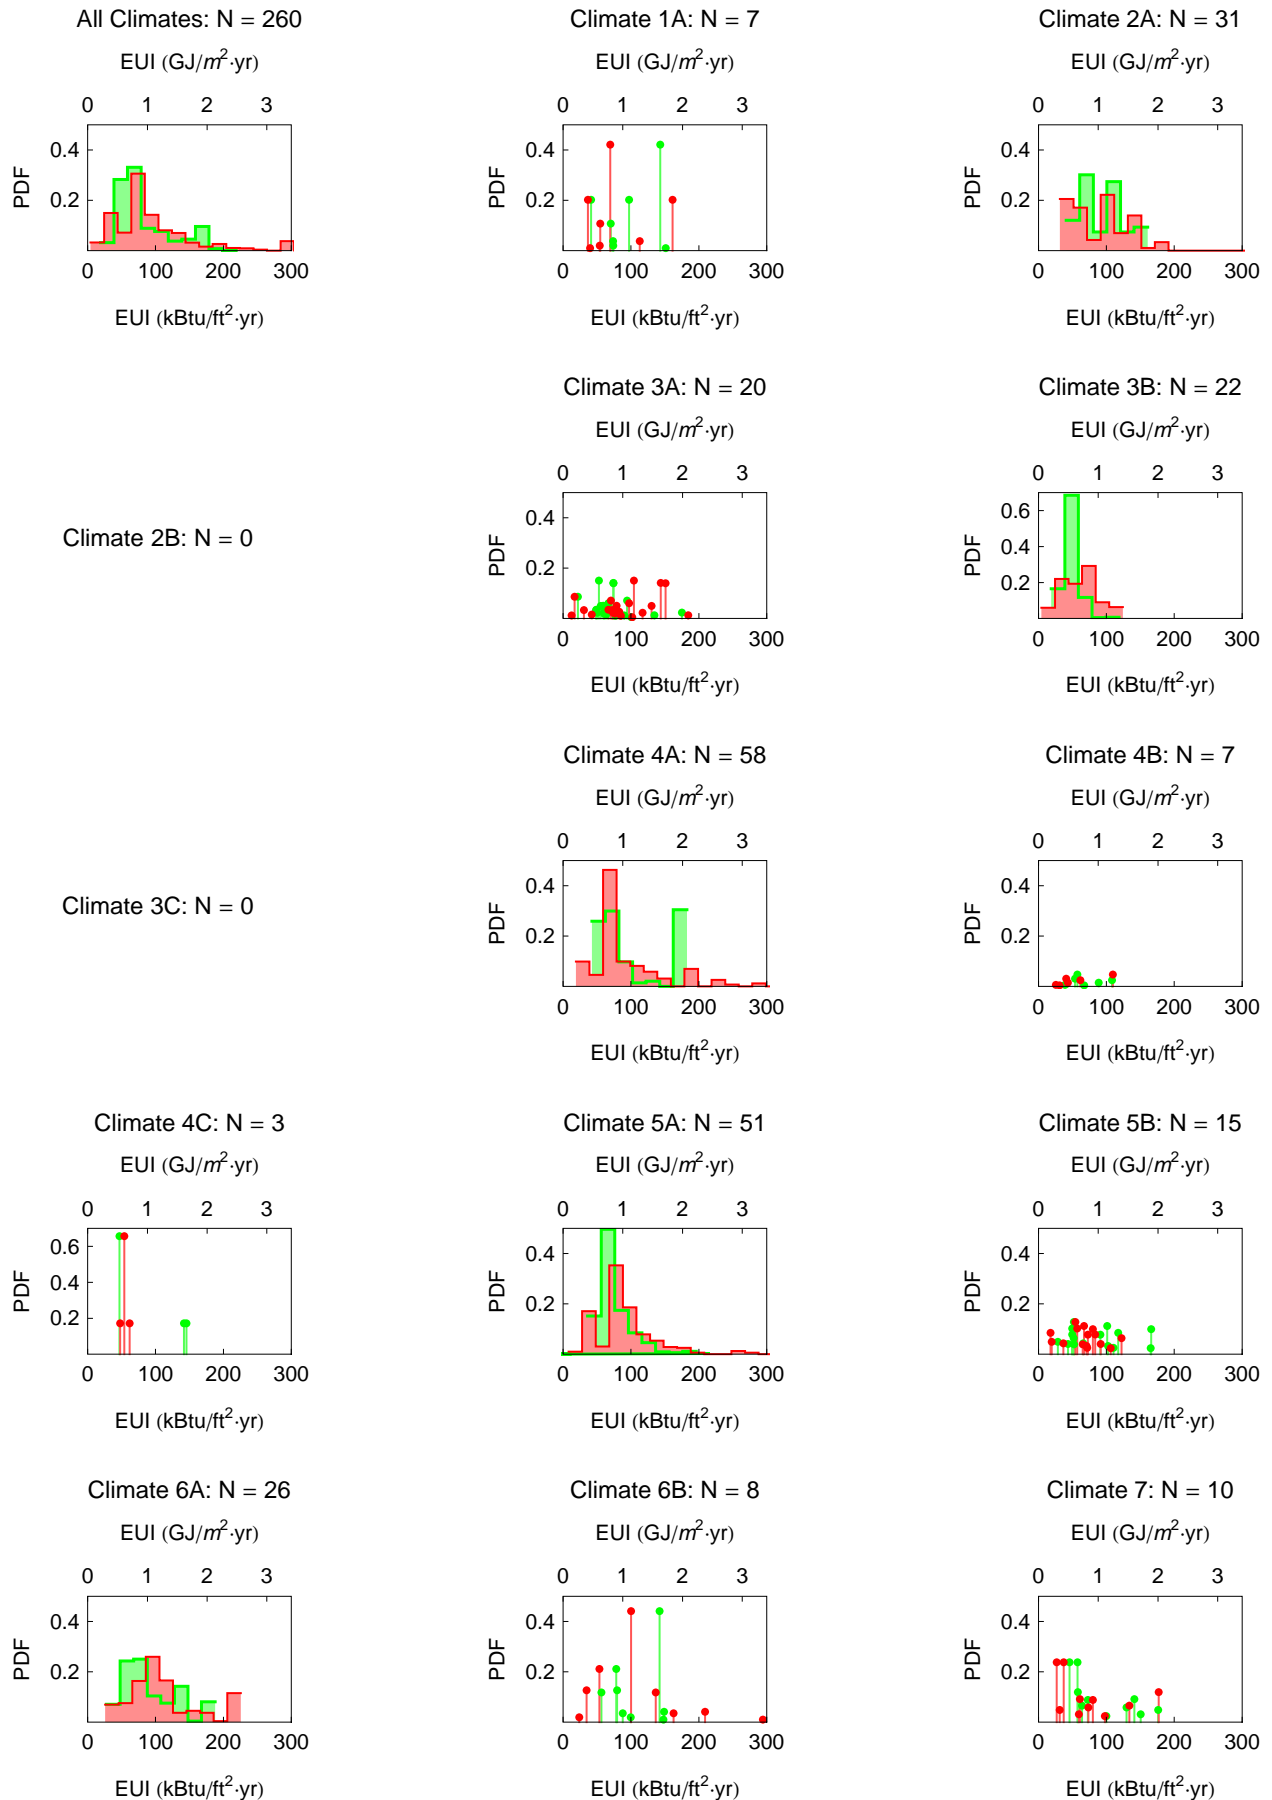 All Climates: N = 260
EUI (GJ/m²·yr)
0 1 2 3
PDF
0.4
0.2
0 100 200 300
EUI (kBtu/ft²·yr)
Climate 1A: N = 7
EUI (GJ/m²·yr)
0 1 2 3
PDF
0.4
0.2
0 100 200 300
EUI (kBtu/ft²·yr)
Climate 2A: N = 31
EUI (GJ/m²·yr)
0 1 2 3
PDF
0.4
0.2
0 100 200 300
EUI (kBtu/ft²·yr)
Climate 2B: N = 0
Climate 3A: N = 20
EUI (GJ/m²·yr)
0 1 2 3
PDF
0.4
0.2
0 100 200 300
EUI (kBtu/ft²·yr)
Climate 3B: N = 22
EUI (GJ/m²·yr)
0 1 2 3
PDF
0.6
0.4
0.2
0 100 200 300
EUI (kBtu/ft²·yr)
Climate 3C: N = 0
Climate 4A: N = 58
EUI (GJ/m²·yr)
0 1 2 3
PDF
0.4
0.2
0 100 200 300
EUI (kBtu/ft²·yr)
Climate 4B: N = 7
EUI (GJ/m²·yr)
0 1 2 3
PDF
0.4
0.2
0 100 200 300
EUI (kBtu/ft²·yr)
Climate 4C: N = 3
EUI (GJ/m²·yr)
0 1 2 3
PDF
0.6
0.4
0.2
0 100 200 300
EUI (kBtu/ft²·yr)
Climate 5A: N = 51
EUI (GJ/m²·yr)
0 1 2 3
PDF
0.4
0.2
0 100 200 300
EUI (kBtu/ft²·yr)
Climate 5B: N = 15
EUI (GJ/m²·yr)
0 1 2 3
PDF
0.4
0.2
0 100 200 300
EUI (kBtu/ft²·yr)
Climate 6A: N = 26
EUI (GJ/m²·yr)
0 1 2 3
PDF
0.4
0.2
0 100 200 300
EUI (kBtu/ft²·yr)
Climate 6B: N = 8
EUI (GJ/m²·yr)
0 1 2 3
PDF
0.4
0.2
0 100 200 300
EUI (kBtu/ft²·yr)
Climate 7: N = 10
EUI (GJ/m²·yr)
0 1 2 3
PDF
0.4
0.2
0 100 200 300
EUI (kBtu/ft²·yr)